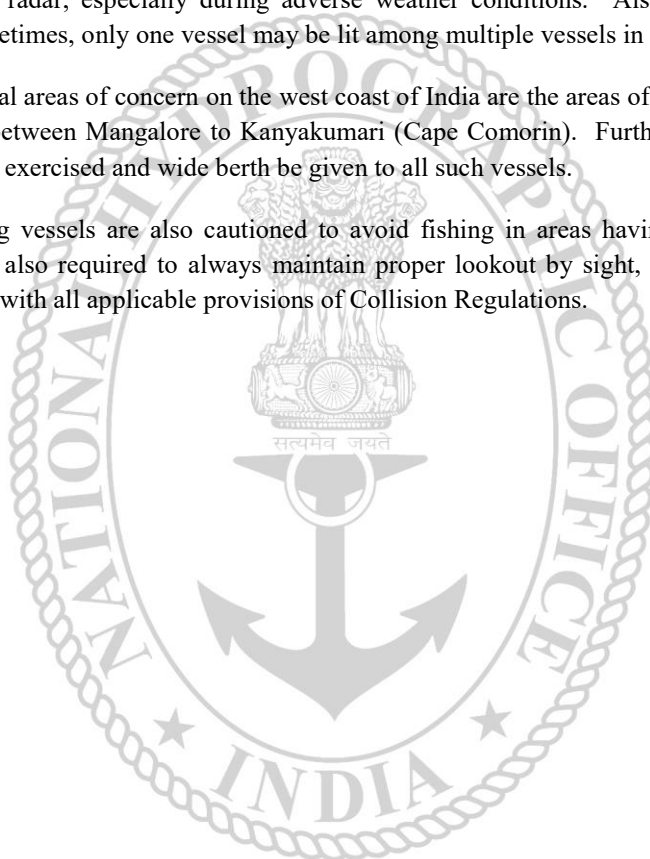 radar, especially during adverse weather conditions. Als
etimes, only one vessel may be lit among multiple vessels in
al areas of concern on the west coast of India are the areas of
between Mangalore to Kanyakumari (Cape Comorin). Furth
exercised and wide berth be given to all such vessels.
g vessels are also cautioned to avoid fishing in areas havin
also required to always maintain proper lookout by sight,
with all applicable provisions of Collision Regulations.
NATIONAL HYDROGRAPHIC OFFICE
सत्यमेव जयते
INDIA